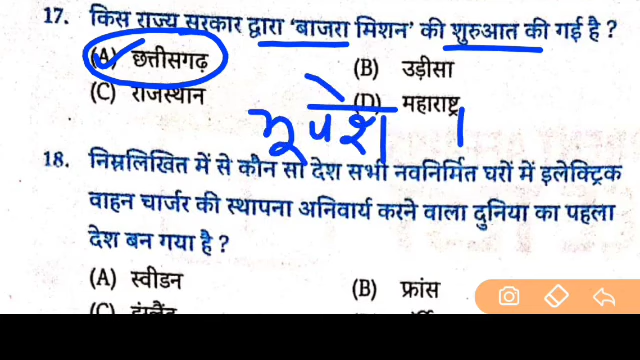 17. किस राज्य सरकार द्वारा ‘बाजरा मिशन’ की शुरुआत की गई है ?
(A) छत्तीसगढ़ (B) उड़ीसा
(C) राजस्थान (D) महाराष्ट्र
भूपेश
18. निम्नलिखित में से कौन सा देश सभी नवनिर्मित घरों में इलेक्ट्रिक
वाहन चार्जर की स्थापना अनिवार्य करने वाला दुनिया का पहला
देश बन गया है ?
(A) स्वीडन (B) फ्रांस
(C) इंग्लैंड